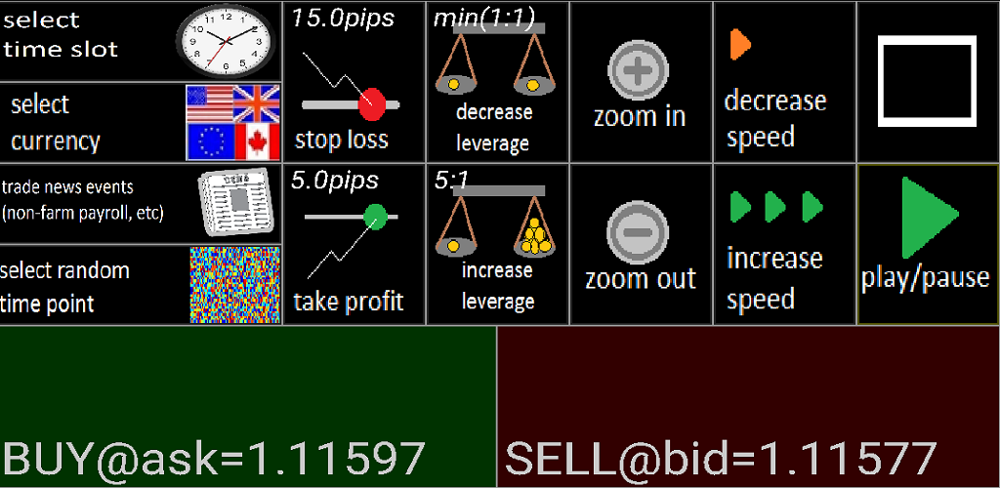 select
time slot
select
currency
trade news events
(non-farm payroll, etc)
select random
time point
15.0pips
stop loss
5.0pips
take profit
min(1:1)
decrease
leverage
5:1
increase
leverage
zoom in
zoom out
decrease
speed
increase
speed
play/pause
BUY@ask=1.11597
SELL@bid=1.11577